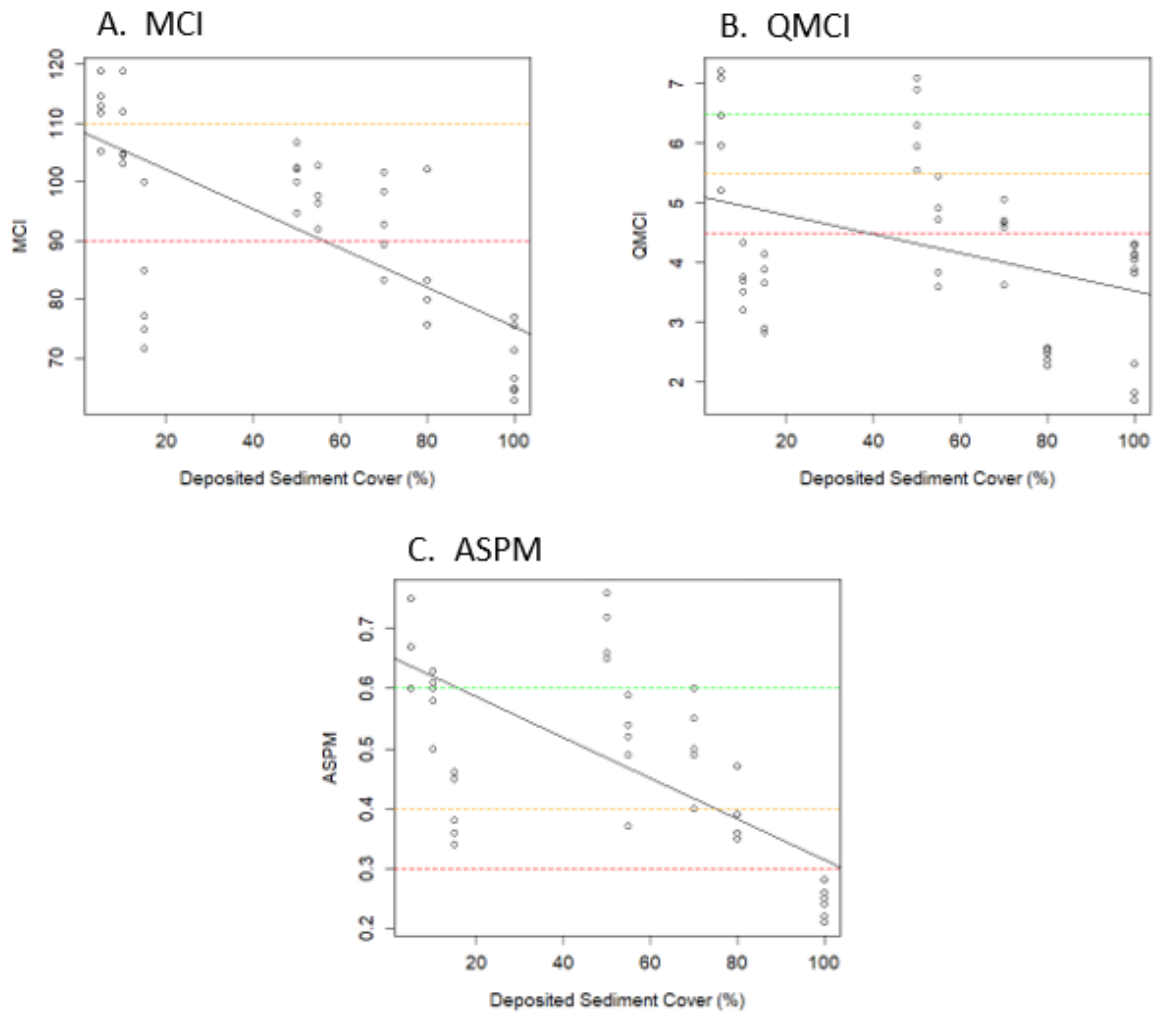 A. MCI
MCI
120
110
100
90
80
70
20 40 60 80 100
Deposited Sediment Cover (%)
B. QMCI
QMCI
7
6
5
4
3
2
20 40 60 80 100
Deposited Sediment Cover (%)
C. ASPM
ASPM
0.7
0.6
0.5
0.4
0.3
0.2
20 40 60 80 100
Deposited Sediment Cover (%)